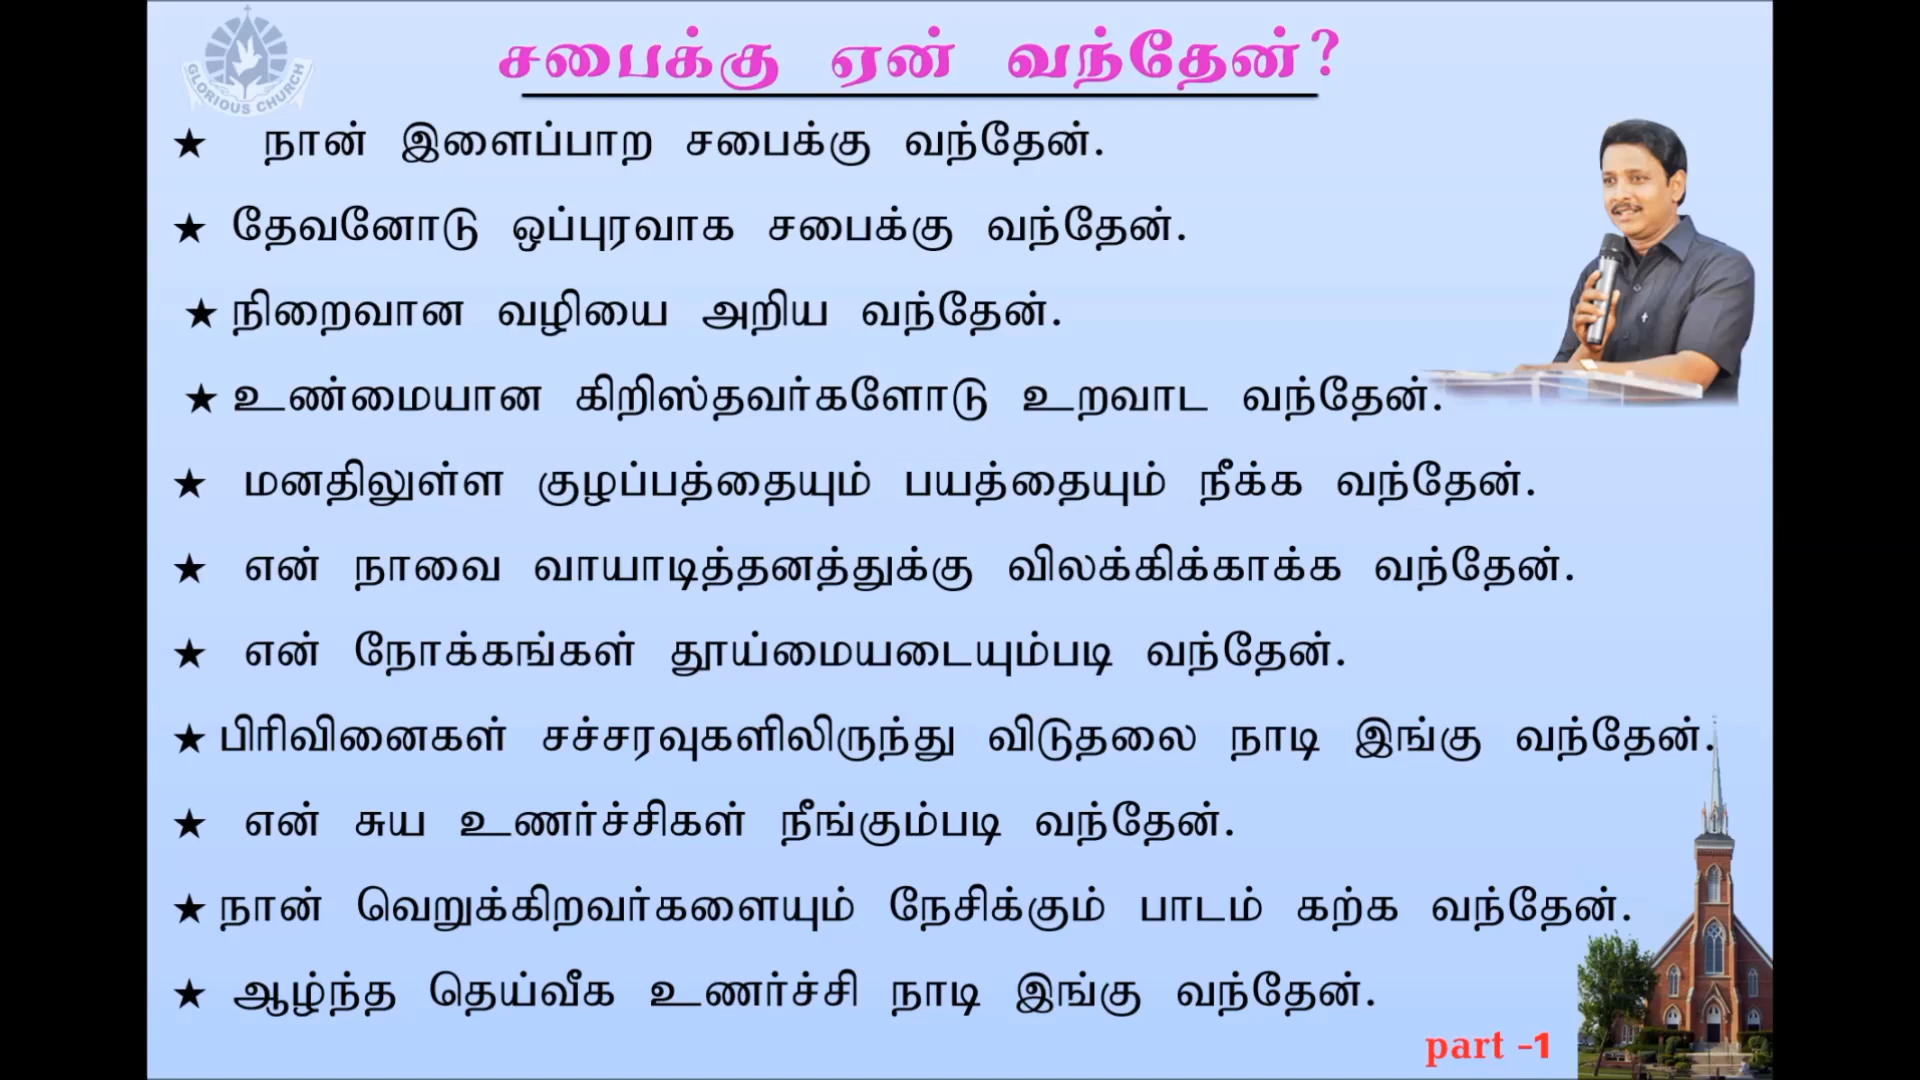 GLORIOUS CHURCH
சபைக்கு ஏன் வந்தேன்?
★ நான் இளைப்பாற சபைக்கு வந்தேன்.
★ தேவனோடு ஒப்புரவாக சபைக்கு வந்தேன்.
★ நிறைவான வழியை அறிய வந்தேன்.
★ உண்மையான கிறிஸ்தவர்களோடு உறவாட வந்தேன்.
★ மனதிலுள்ள குழப்பத்தையும் பயத்தையும் நீக்க வந்தேன்.
★ என் நாவை வாயாடித்தனத்துக்கு விலக்கிக்காக்க வந்தேன்.
★ என் நோக்கங்கள் தூய்மையடையும்படி வந்தேன்.
★ பிரிவினைகள் சச்சரவுகளிலிருந்து விடுதலை நாடி இங்கு வந்தேன்.
★ என் சுய உணர்ச்சிகள் நீங்கும்படி வந்தேன்.
★ நான் வெறுக்கிறவர்களையும் நேசிக்கும் பாடம் கற்க வந்தேன்.
★ ஆழ்ந்த தெய்வீக உணர்ச்சி நாடி இங்கு வந்தேன்.
part -1